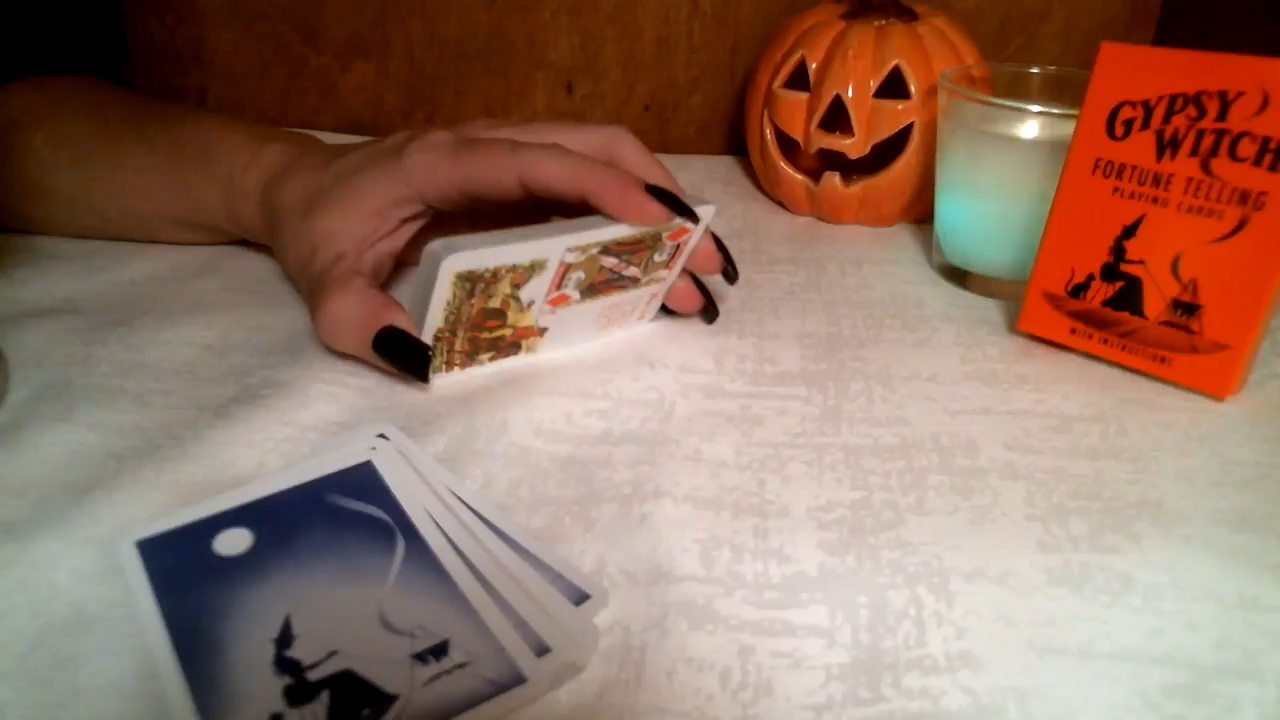 GYPSY
WITCH
FORTUNE TELLING
PLAYING CARDS
WITH INSTRUCTIONS